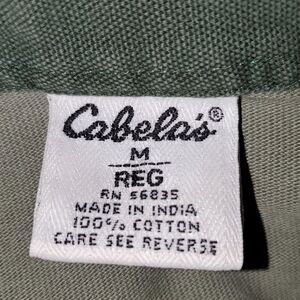 Cabela's®
M
REG
RN 56835
MADE IN INDIA
100% COTTON
CARE SEE REVERSE